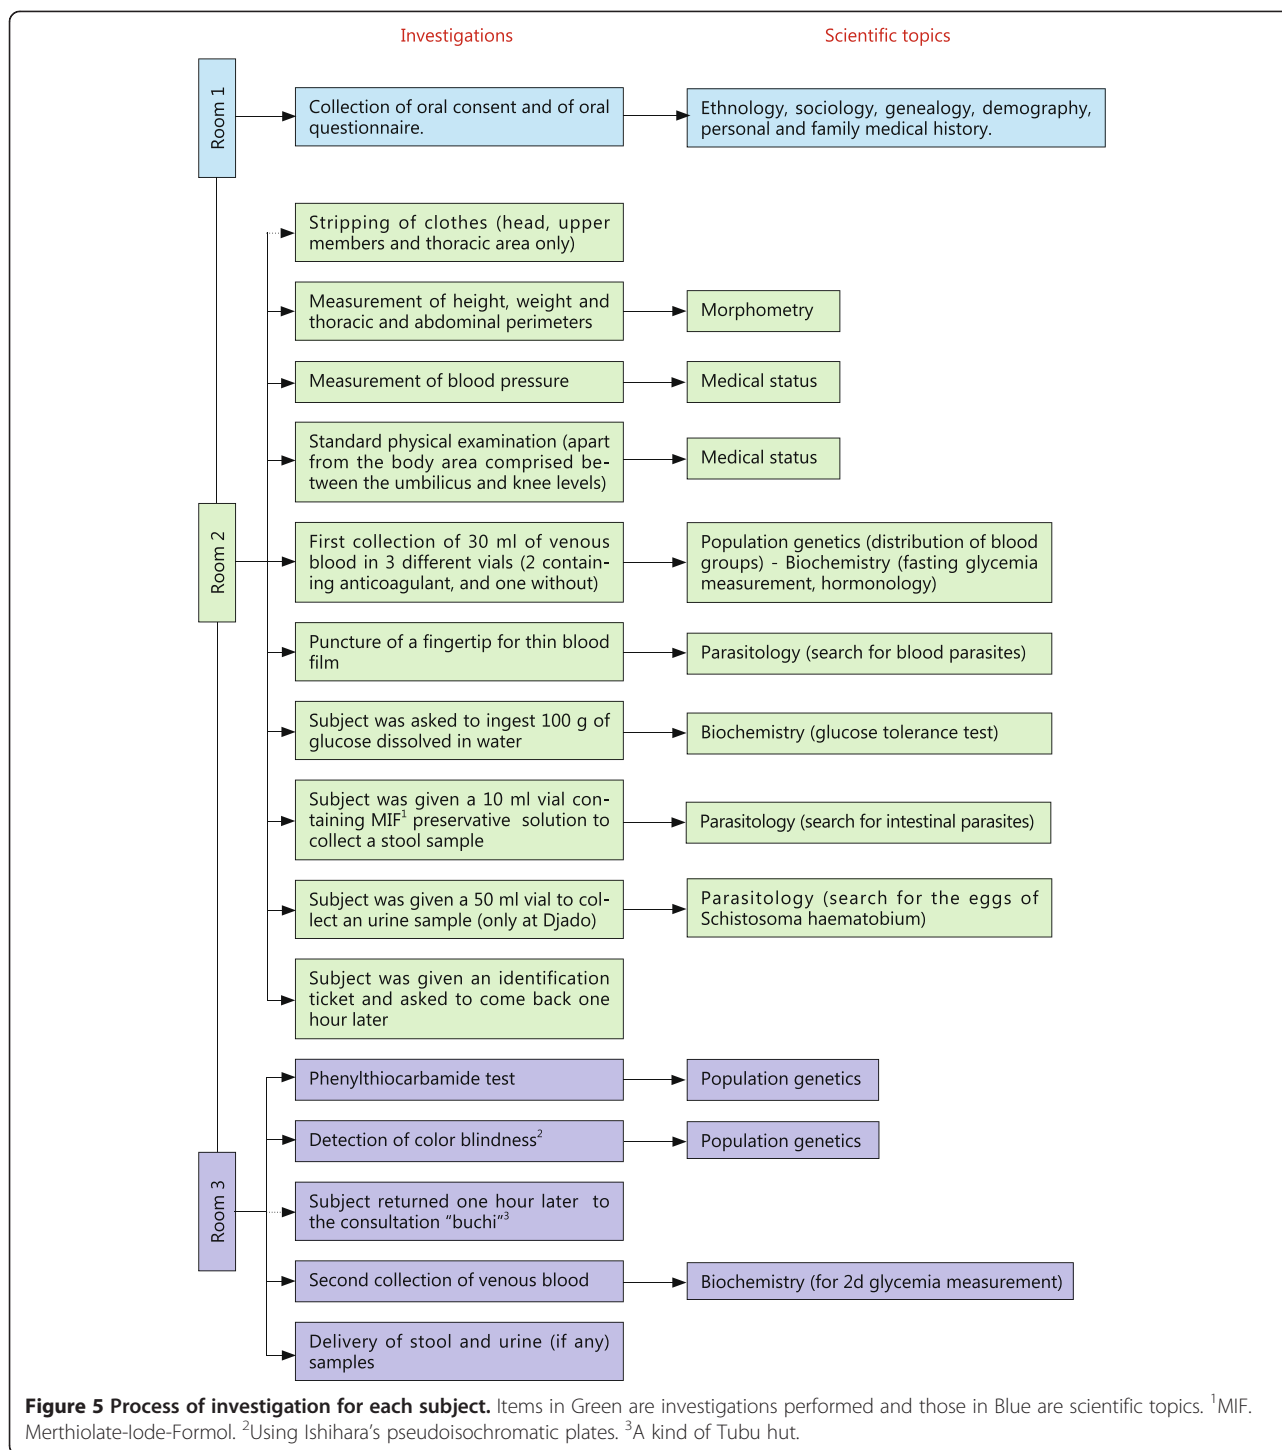 Investigations
Scientific topics
Room 1
Collection of oral consent and of oral
questionnaire.
Ethnology, sociology, genealogy, demography,
personal and family medical history.
Room 2
Stripping of clothes (head, upper
members and thoracic area only)
Measurement of height, weight and
thoracic and abdominal perimeters
Morphometry
Measurement of blood pressure
Medical status
Standard physical examination (apart
from the body area comprised be-
tween the umbilicus and knee levels)
Medical status
First collection of 30 ml of venous
blood in 3 different vials (2 contain-
ing anticoagulant, and one without)
Population genetics (distribution of blood
groups) - Biochemistry (fasting glycemia
measurement, hormonology)
Puncture of a fingertip for thin blood
film
Parasitology (search for blood parasites)
Subject was asked to ingest 100 g of
glucose dissolved in water
Biochemistry (glucose tolerance test)
Subject was given a 10 ml vial con-
taining MIF1 preservative solution to
collect a stool sample
Parasitology (search for intestinal parasites)
Subject was given a 50 ml vial to col-
lect an urine sample (only at Djado)
Parasitology (search for the eggs of
Schistosoma haematobium)
Subject was given an identification
ticket and asked to come back one
hour later
Room 3
Phenylthiocarbamide test
Population genetics
Detection of color blindness2
Population genetics
Subject returned one hour later to
the consultation “buchi”3
Second collection of venous blood
Biochemistry (for 2d glycemia measurement)
Delivery of stool and urine (if any)
samples
Figure 5 Process of investigation for each subject. Items in Green are investigations performed and those in Blue are scientific topics. 1MIF.
Merthiolate-Iode-Formol. 2Using Ishihara’s pseudoisochromatic plates. 3A kind of Tubu hut.